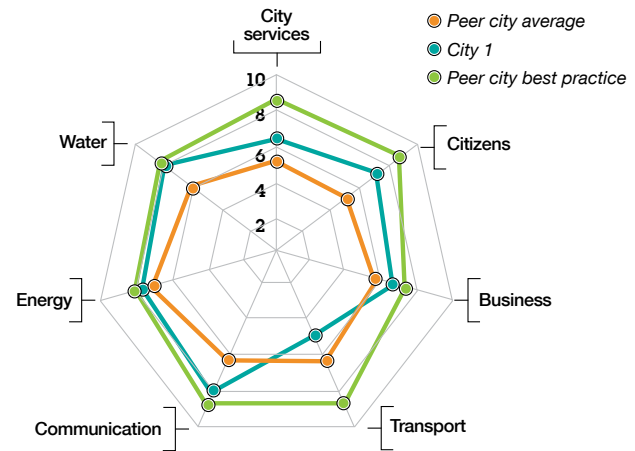 City
services
Peer city average
City 1
Peer city best practice
10
8
6
4
2
Water
Citizens
Energy
Business
Communication
Transport